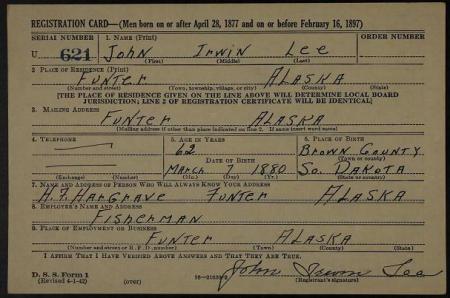 REGISTRATION CARD—(Men born on or after April 28, 1877 and on or before February 16, 1897)
SERIAL NUMBER 1. NAME (Print) ORDER NUMBER
U 621 John Irwin Lee
(First) (Middle) (Last)
2. PLACE OF RESIDENCE (Print)
Funter ALASKA
(Number and street) (Town, township, village, or city) (County) (State)
[THE PLACE OF RESIDENCE GIVEN ON THE LINE ABOVE WILL DETERMINE LOCAL BOARD
JURISDICTION; LINE 2 OF REGISTRATION CERTIFICATE WILL BE IDENTICAL]
3. MAILING ADDRESS
Funter ALASKA
[Mailing address if other than place indicated on line 2. If same insert word same]
4. TELEPHONE 5. AGE IN YEARS 6. PLACE OF BIRTH
62 Brown County
DATE OF BIRTH (Town or county)
March 7 1880 So. DAKOTA
(Exchange) (Number) (Mo.) (Day) (Yr.) (State or country)
7. NAME AND ADDRESS OF PERSON WHO WILL ALWAYS KNOW YOUR ADDRESS
H.F. Hargrave Funter ALASKA
8. EMPLOYER'S NAME AND ADDRESS
Fisherman
9. PLACE OF EMPLOYMENT OR BUSINESS
Funter ALASKA
(Number and street or R. F. D. number) (Town) (County) (State)
I AFFIRM THAT I HAVE VERIFIED ABOVE ANSWERS AND THAT THEY ARE TRUE.
D. S. S. Form 1
(Revised 4-1-42) (over) John Irwin Lee